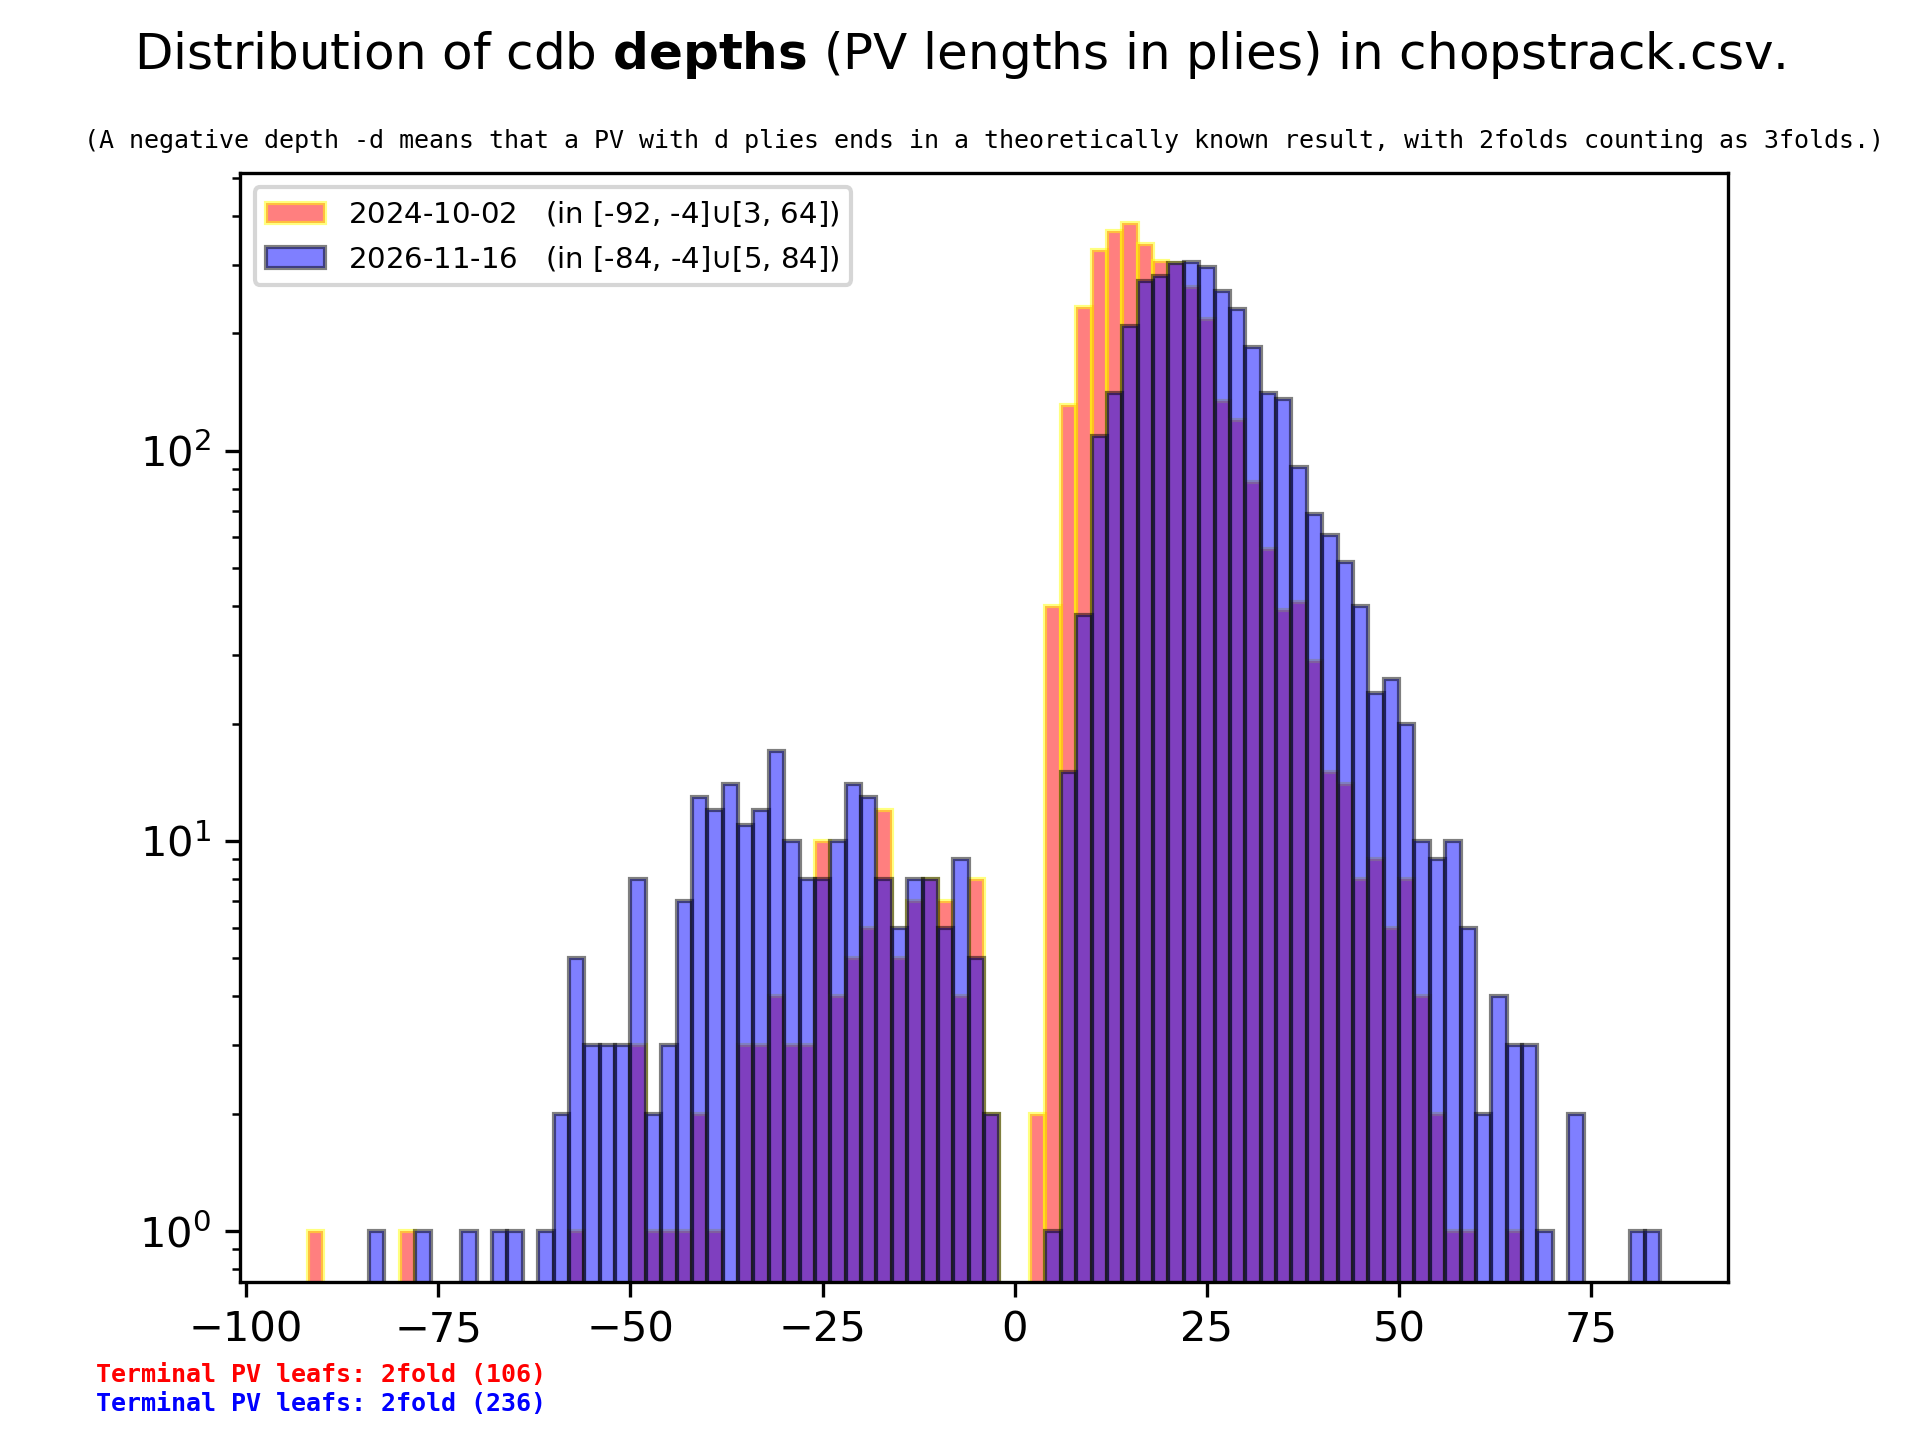 Distribution of cdb depths (PV lengths in plies) in chopstrack.csv.
(A negative depth -d means that a PV with d plies ends in a theoretically known result, with 2folds counting as 3folds.)
2024-10-02 (in [-92, -4]∪[3, 64])
2026-11-16 (in [-84, -4]∪[5, 84])
10²
10¹
10⁰
−100 −75 −50 −25 0 25 50 75
Terminal PV leafs: 2fold (106)
Terminal PV leafs: 2fold (236)